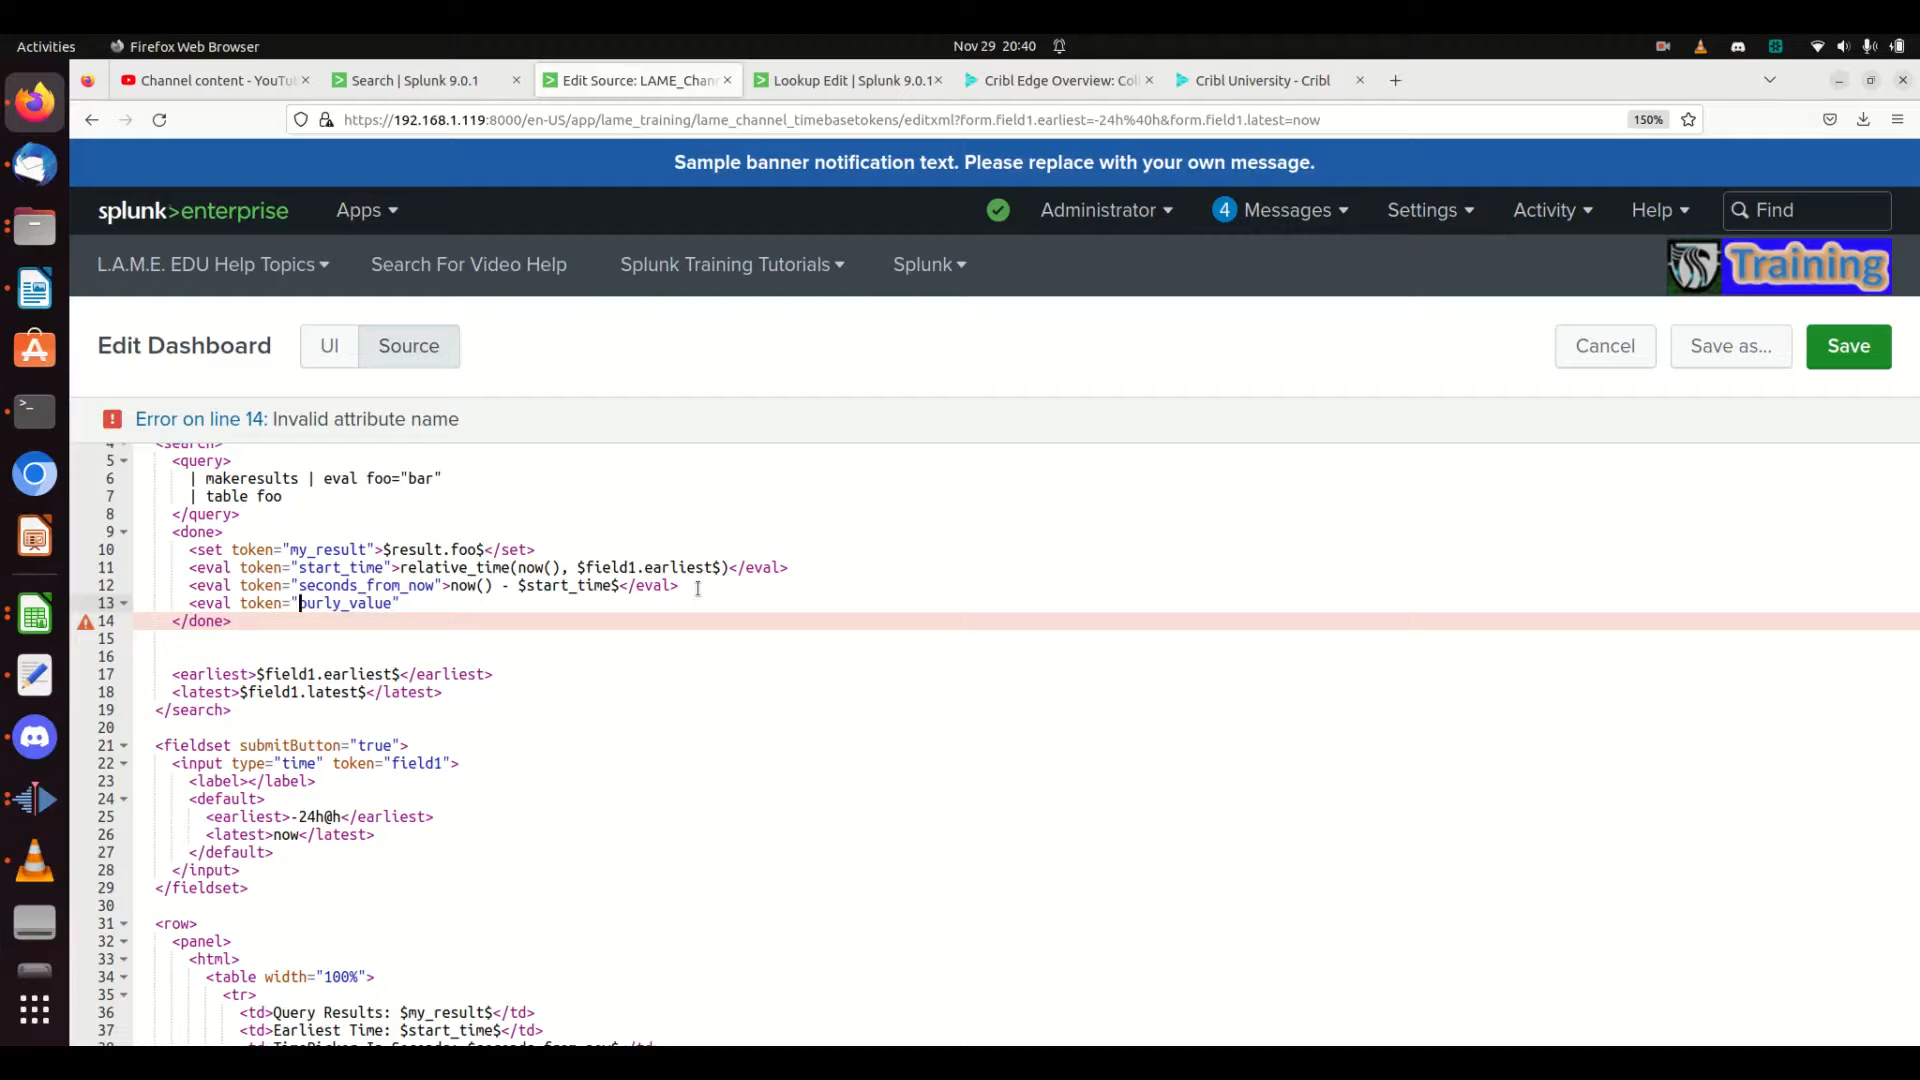 Activities
Firefox Web Browser
Nov 29 20:40
Channel content - YouTu
Search | Splunk 9.0.1
Edit Source: LAME_Chan
Lookup Edit | Splunk 9.0.1
Cribl Edge Overview: Col
Cribl University - Cribl
https://192.168.1.119:8000/en-US/app/lame_training/lame_channel_timebasetokens/editxml?form.field1.earliest=-24h%40h&form.field1.latest=now
150%
Sample banner notification text. Please replace with your own message.
splunk>enterprise
Apps
Administrator
4 Messages
Settings
Activity
Help
Find
L.A.M.E. EDU Help Topics
Search For Video Help
Splunk Training Tutorials
Splunk
Training
Edit Dashboard
UI
Source
Cancel
Save as...
Save
Error on line 14: Invalid attribute name
4 <search>
5 <query>
6 | makeresults | eval foo="bar"
7 | table foo
8 </query>
9 <done>
10 <set token="my_result">$result.foo$</set>
11 <eval token="start_time">relative_time(now(), $field1.earliest$)</eval>
12 <eval token="seconds_from_now">now() - $start_time$</eval>
13 <eval token="ourly_value"
14 </done>
15
16
17 <earliest>$field1.earliest$</earliest>
18 <latest>$field1.latest$</latest>
19 </search>
20
21 <fieldset submitButton="true">
22 <input type="time" token="field1">
23 <label></label>
24 <default>
25 <earliest>-24h@h</earliest>
26 <latest>now</latest>
27 </default>
28 </input>
29 </fieldset>
30
31 <row>
32 <panel>
33 <html>
34 <table width="100%">
35 <tr>
36 <td>Query Results: $my_result$</td>
37 <td>Earliest Time: $start_time$</td>